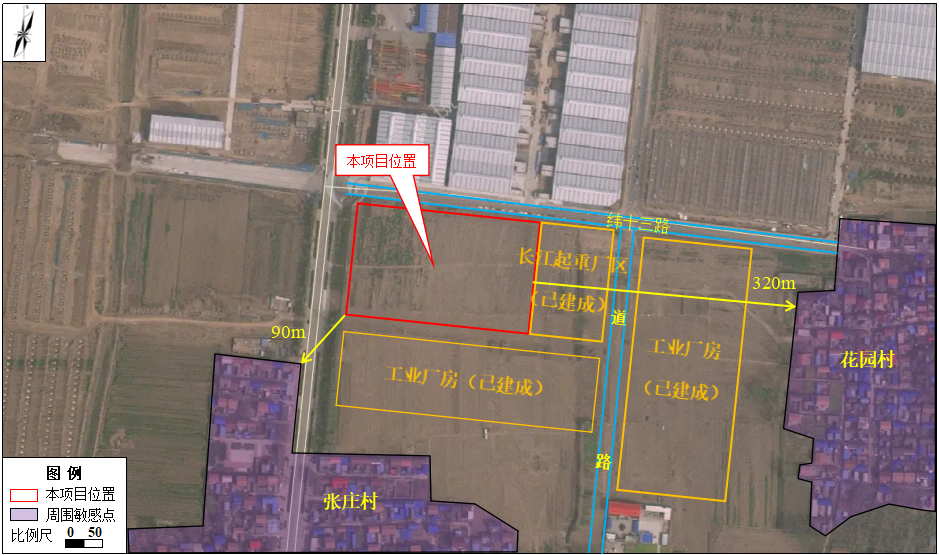 本项目位置
纬十三路
长江起重厂区
（已建成）
320m
道
路
90m
工业厂房
（已建成）
工业厂房（已建成）
花园村
张庄村
图 例
本项目位置
周围敏感点
比例尺 0 50